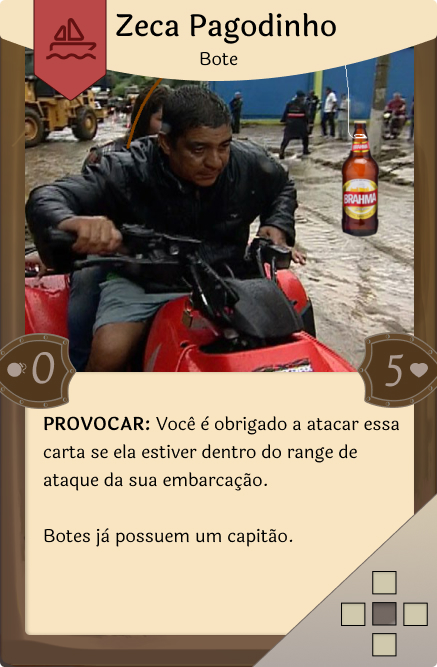 Zeca Pagodinho
Bote
BRAHMA
0
5
PROVOCAR: Você é obrigado a atacar essa
carta se ela estiver dentro do range de
ataque da sua embarcação.
Botes já possuem um capitão.